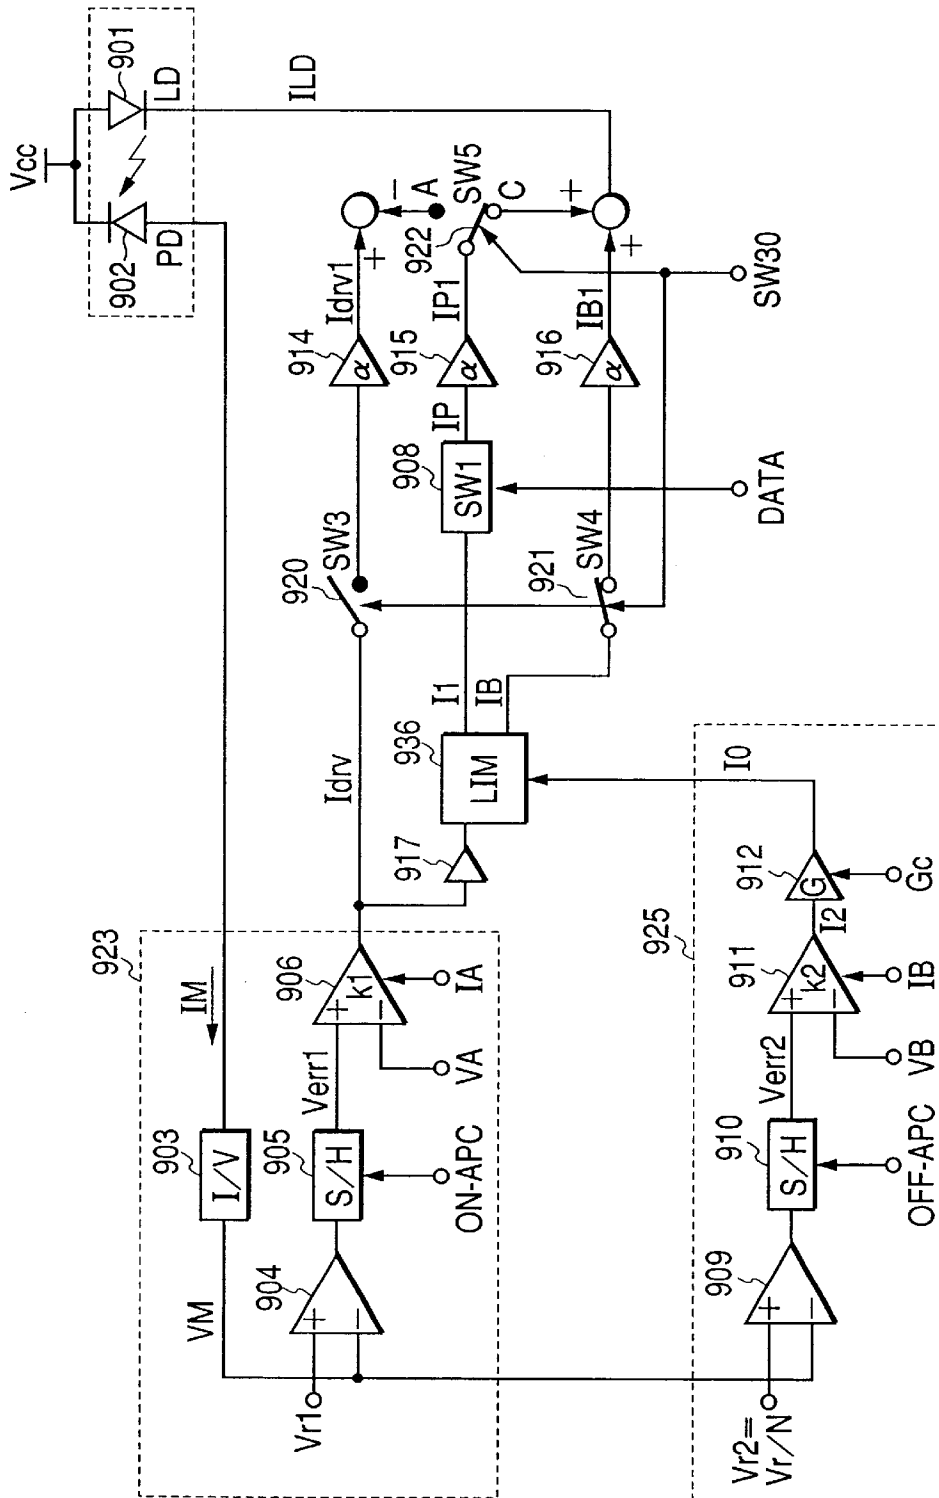 Vcc
901
902
LD
PD
ILD
923
IM
903
I/V
VM
904
+
−
Vr1
905
S/H
ON-APC
Verr1
906
+
−
k1
VA
IA
Idrv
917
936
LIM
I1
IB
920
SW3
921
SW4
908
SW1
DATA
IP
914
α
Idrv1
+
−
A
915
α
IP1
922
SW5
C
+
916
α
IB1
+
SW30
925
Vr2=
Vr/N
909
+
−
910
S/H
OFF-APC
Verr2
911
+
−
k2
VB
IB
I2
912
G
Gc
I0